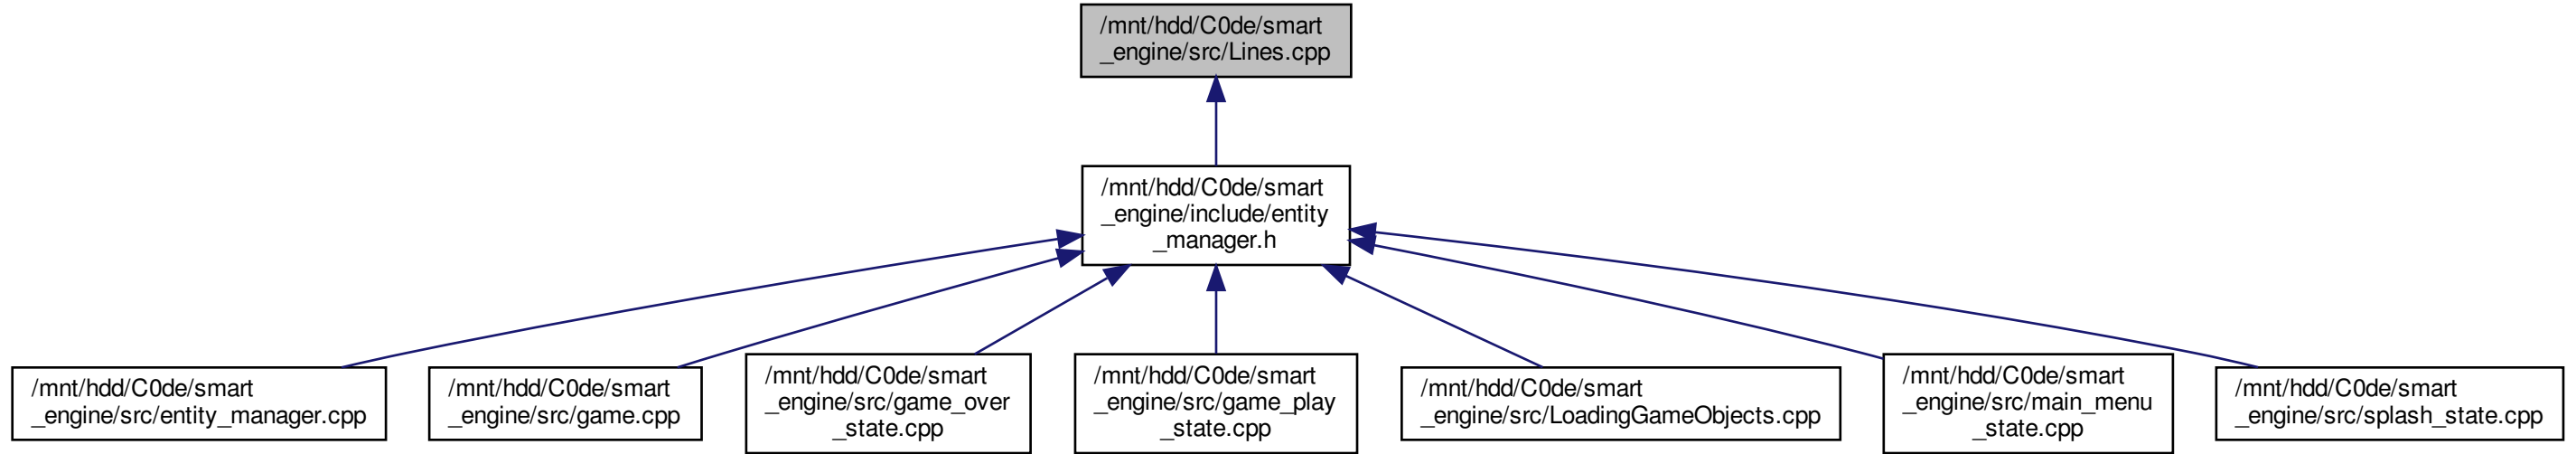 /mnt/hdd/C0de/smart
_engine/src/Lines.cpp
/mnt/hdd/C0de/smart
_engine/include/entity
_manager.h
/mnt/hdd/C0de/smart
_engine/src/entity_manager.cpp
/mnt/hdd/C0de/smart
_engine/src/game.cpp
/mnt/hdd/C0de/smart
_engine/src/game_over
_state.cpp
/mnt/hdd/C0de/smart
_engine/src/game_play
_state.cpp
/mnt/hdd/C0de/smart
_engine/src/LoadingGameObjects.cpp
/mnt/hdd/C0de/smart
_engine/src/main_menu
_state.cpp
/mnt/hdd/C0de/smart
_engine/src/splash_state.cpp